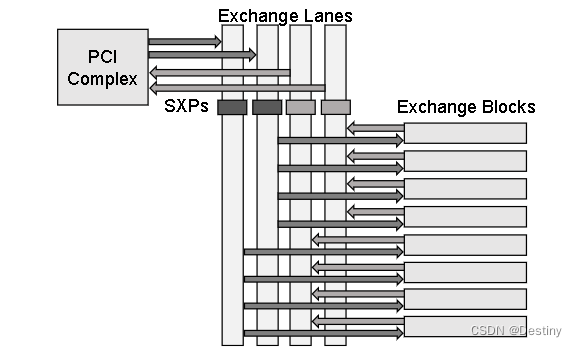 Exchange Lanes
PCI
Complex
SXPs
Exchange Blocks
CSDN @Destiny